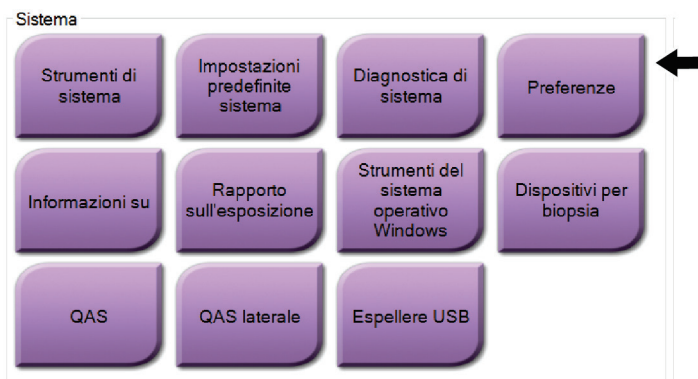 Sistema
Strumenti di
sistema
Impostazioni
predefinite
sistema
Diagnostica di
sistema
Preferenze
Informazioni su
Rapporto
sull'esposizione
Strumenti del
sistema
operativo
Windows
Dispositivi per
biopsia
QAS
QAS laterale
Espellere USB